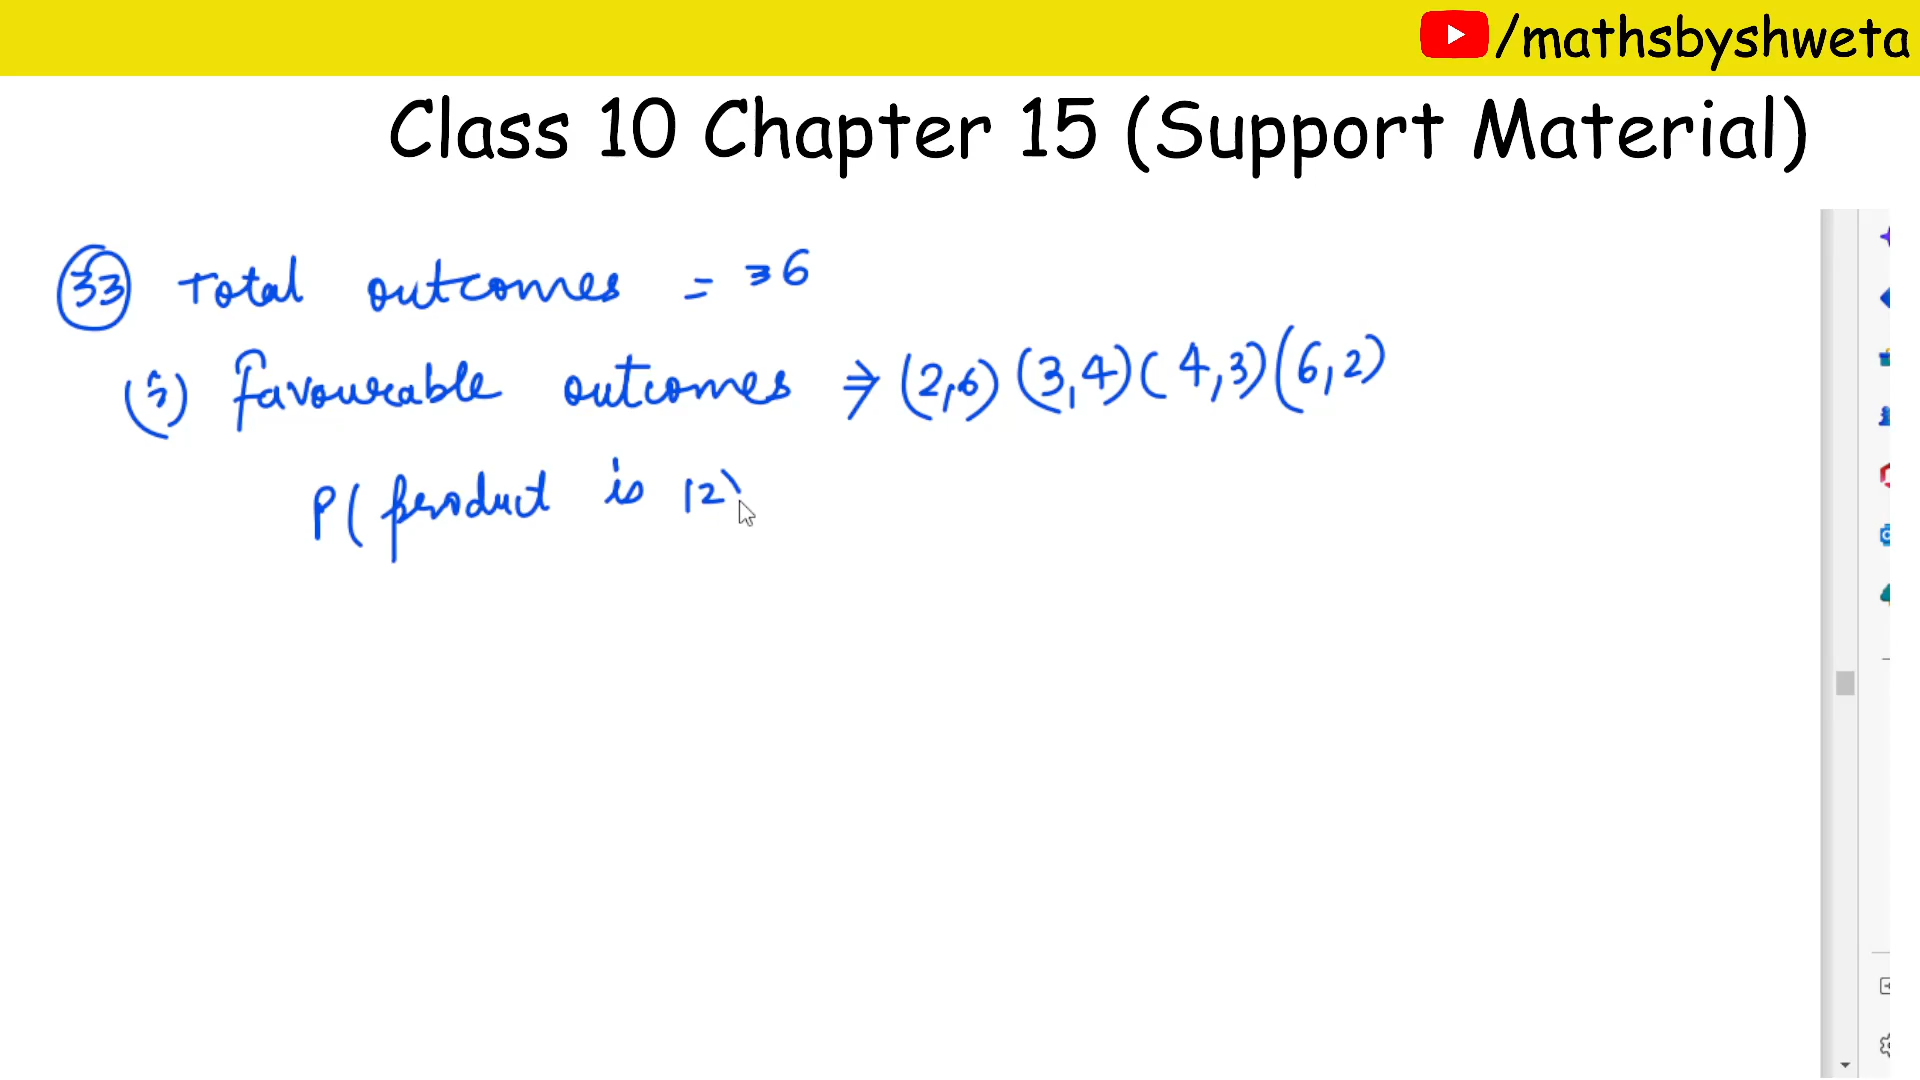 /mathsbyshweta
Class 10 Chapter 15 (Support Material)
33 Total outcomes = 36
(i) favourable outcomes ⇒ (2,6) (3,4) (4,3) (6,2)
P(product is 12)